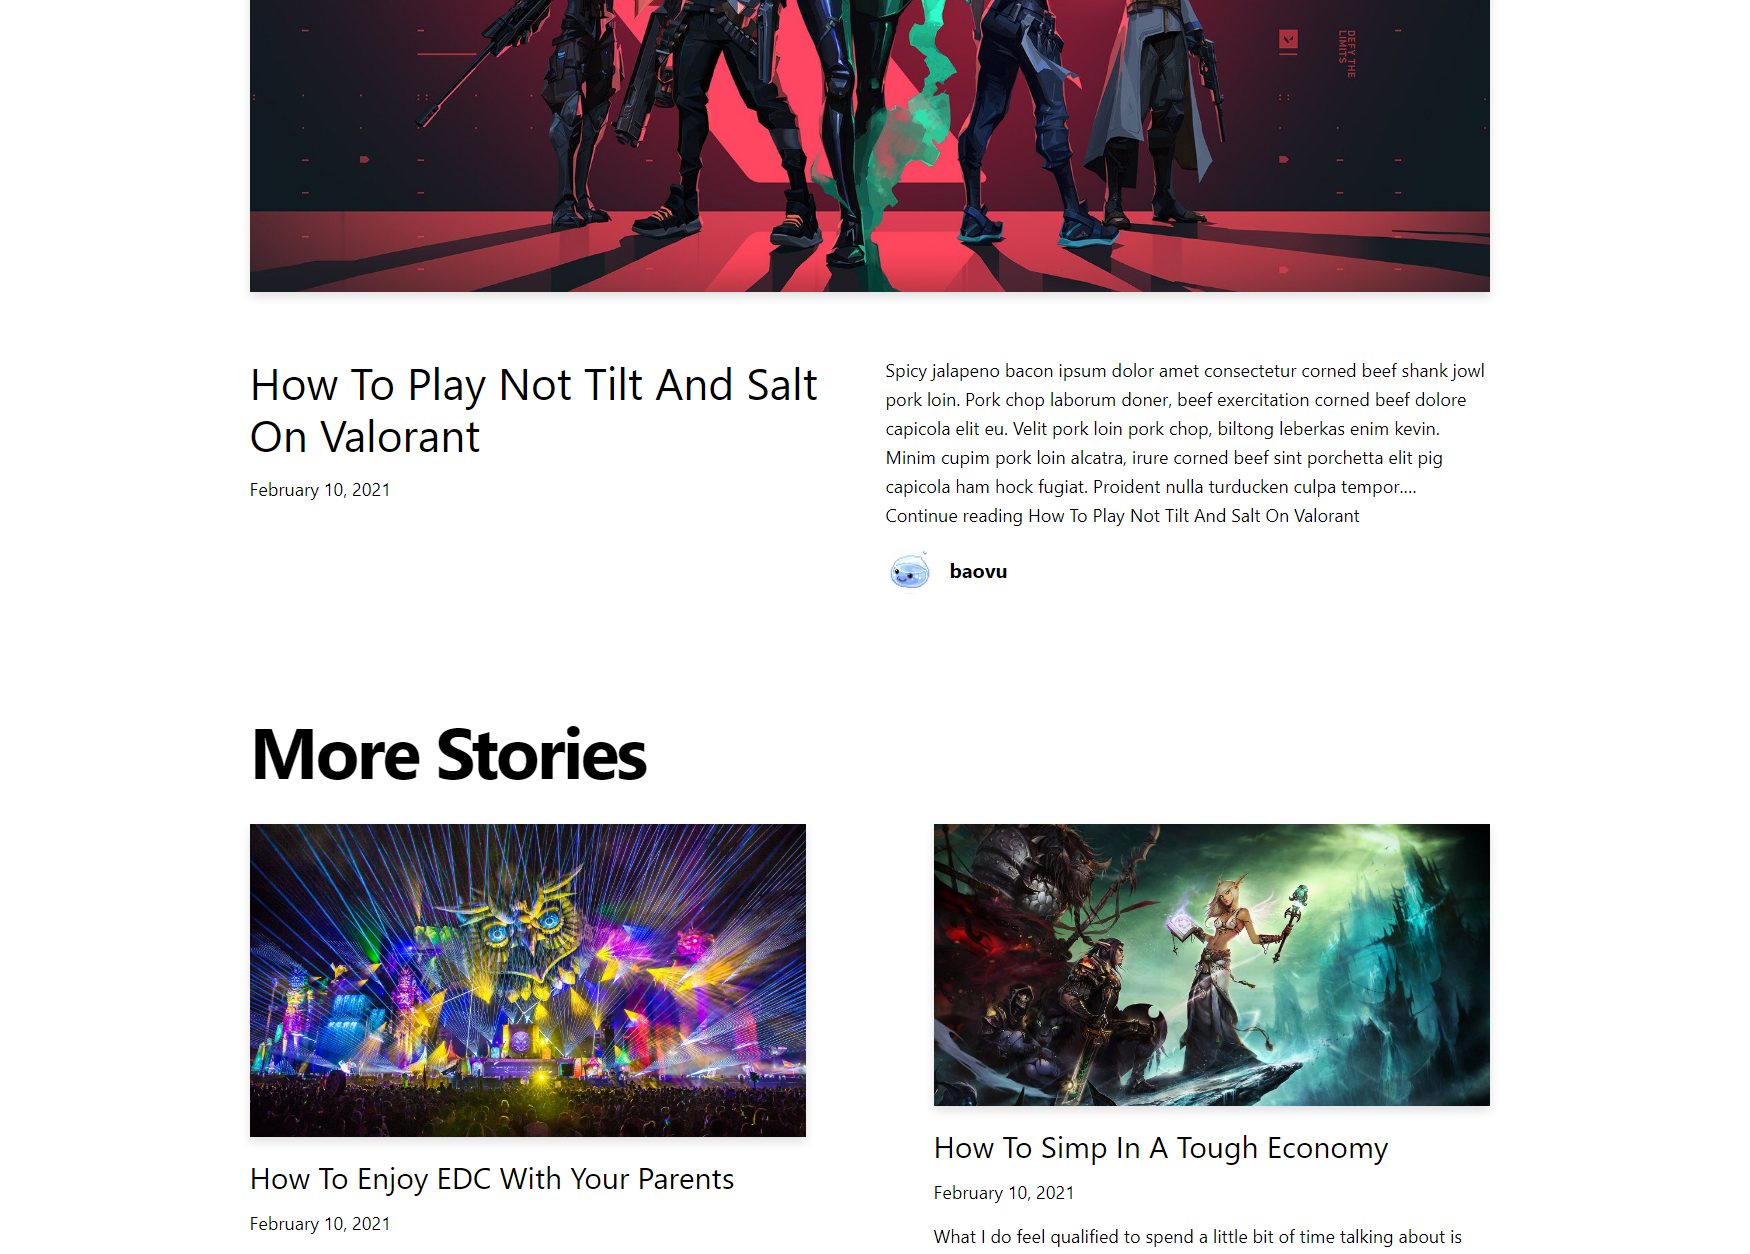 DEFY THE
LIMITS
How To Play Not Tilt And Salt
On Valorant
February 10, 2021
Spicy jalapeno bacon ipsum dolor amet consectetur corned beef shank jowl
pork loin. Pork chop laborum doner, beef exercitation corned beef dolore
capicola elit eu. Velit pork loin pork chop, biltong leberkas enim kevin.
Minim cupim pork loin alcatra, irure corned beef sint porchetta elit pig
capicola ham hock fugiat. Proident nulla turducken culpa tempor....
Continue reading How To Play Not Tilt And Salt On Valorant
baovu
More Stories
How To Enjoy EDC With Your Parents
February 10, 2021
How To Simp In A Tough Economy
February 10, 2021
What I do feel qualified to spend a little bit of time talking about is